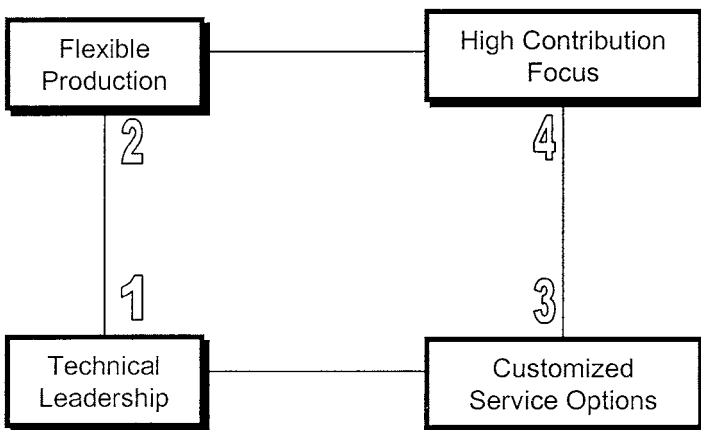 Flexible
Production
High Contribution
Focus
2
4
1
3
Technical
Leadership
Customized
Service Options